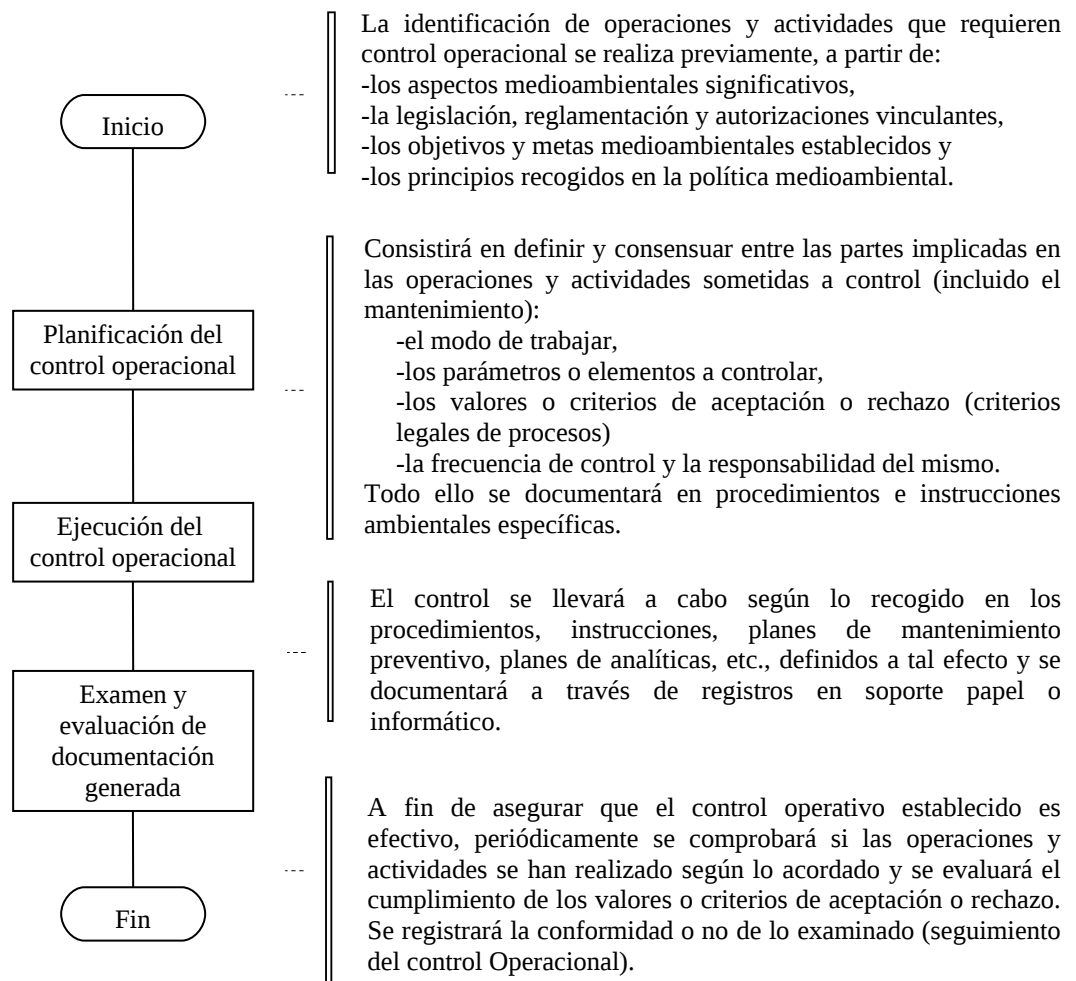 Inicio
Planificación del
control operacional
Ejecución del
control operacional
Examen y
evaluación de
documentación
generada
Fin
La identificación de operaciones y actividades que requieren
control operacional se realiza previamente, a partir de:
-los aspectos medioambientales significativos,
-la legislación, reglamentación y autorizaciones vinculantes,
-los objetivos y metas medioambientales establecidos y
-los principios recogidos en la política medioambiental.
Consistirá en definir y consensuar entre las partes implicadas en
las operaciones y actividades sometidas a control (incluido el
mantenimiento):
-el modo de trabajar,
-los parámetros o elementos a controlar,
-los valores o criterios de aceptación o rechazo (criterios
legales de procesos)
-la frecuencia de control y la responsabilidad del mismo.
Todo ello se documentará en procedimientos e instrucciones
ambientales específicas.
El control se llevará a cabo según lo recogido en los
procedimientos, instrucciones, planes de mantenimiento
preventivo, planes de analíticas, etc., definidos a tal efecto y se
documentará a través de registros en soporte papel o
informático.
A fin de asegurar que el control operativo establecido es
efectivo, periódicamente se comprobará si las operaciones y
actividades se han realizado según lo acordado y se evaluará el
cumplimiento de los valores o criterios de aceptación o rechazo.
Se registrará la conformidad o no de lo examinado (seguimiento
del control Operacional).